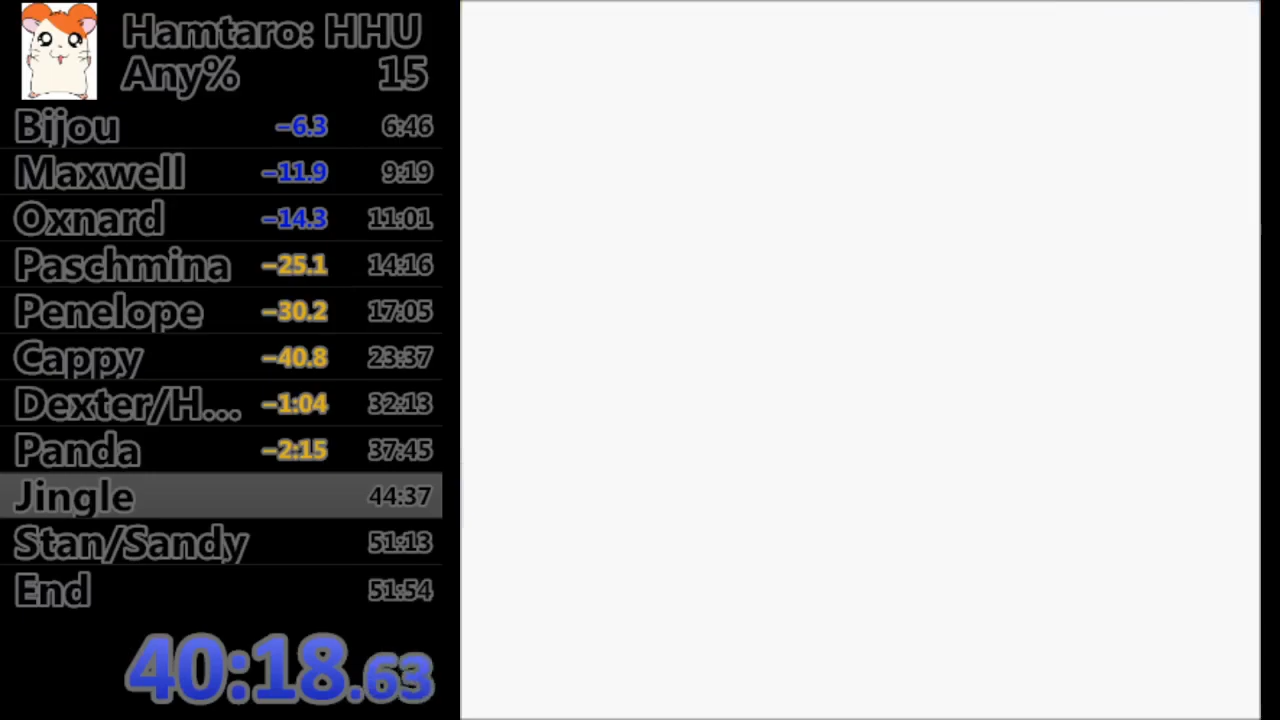 Hamtaro: HHU
Any% 15
Bijou −6.3 6:46
Maxwell −11.9 9:19
Oxnard −14.3 11:01
Paschmina −25.1 14:16
Penelope −30.2 17:05
Cappy −40.8 23:37
Dexter/H... −1:04 32:13
Panda −2:15 37:45
Jingle 44:37
Stan/Sandy 51:13
End 51:54
40:18.63